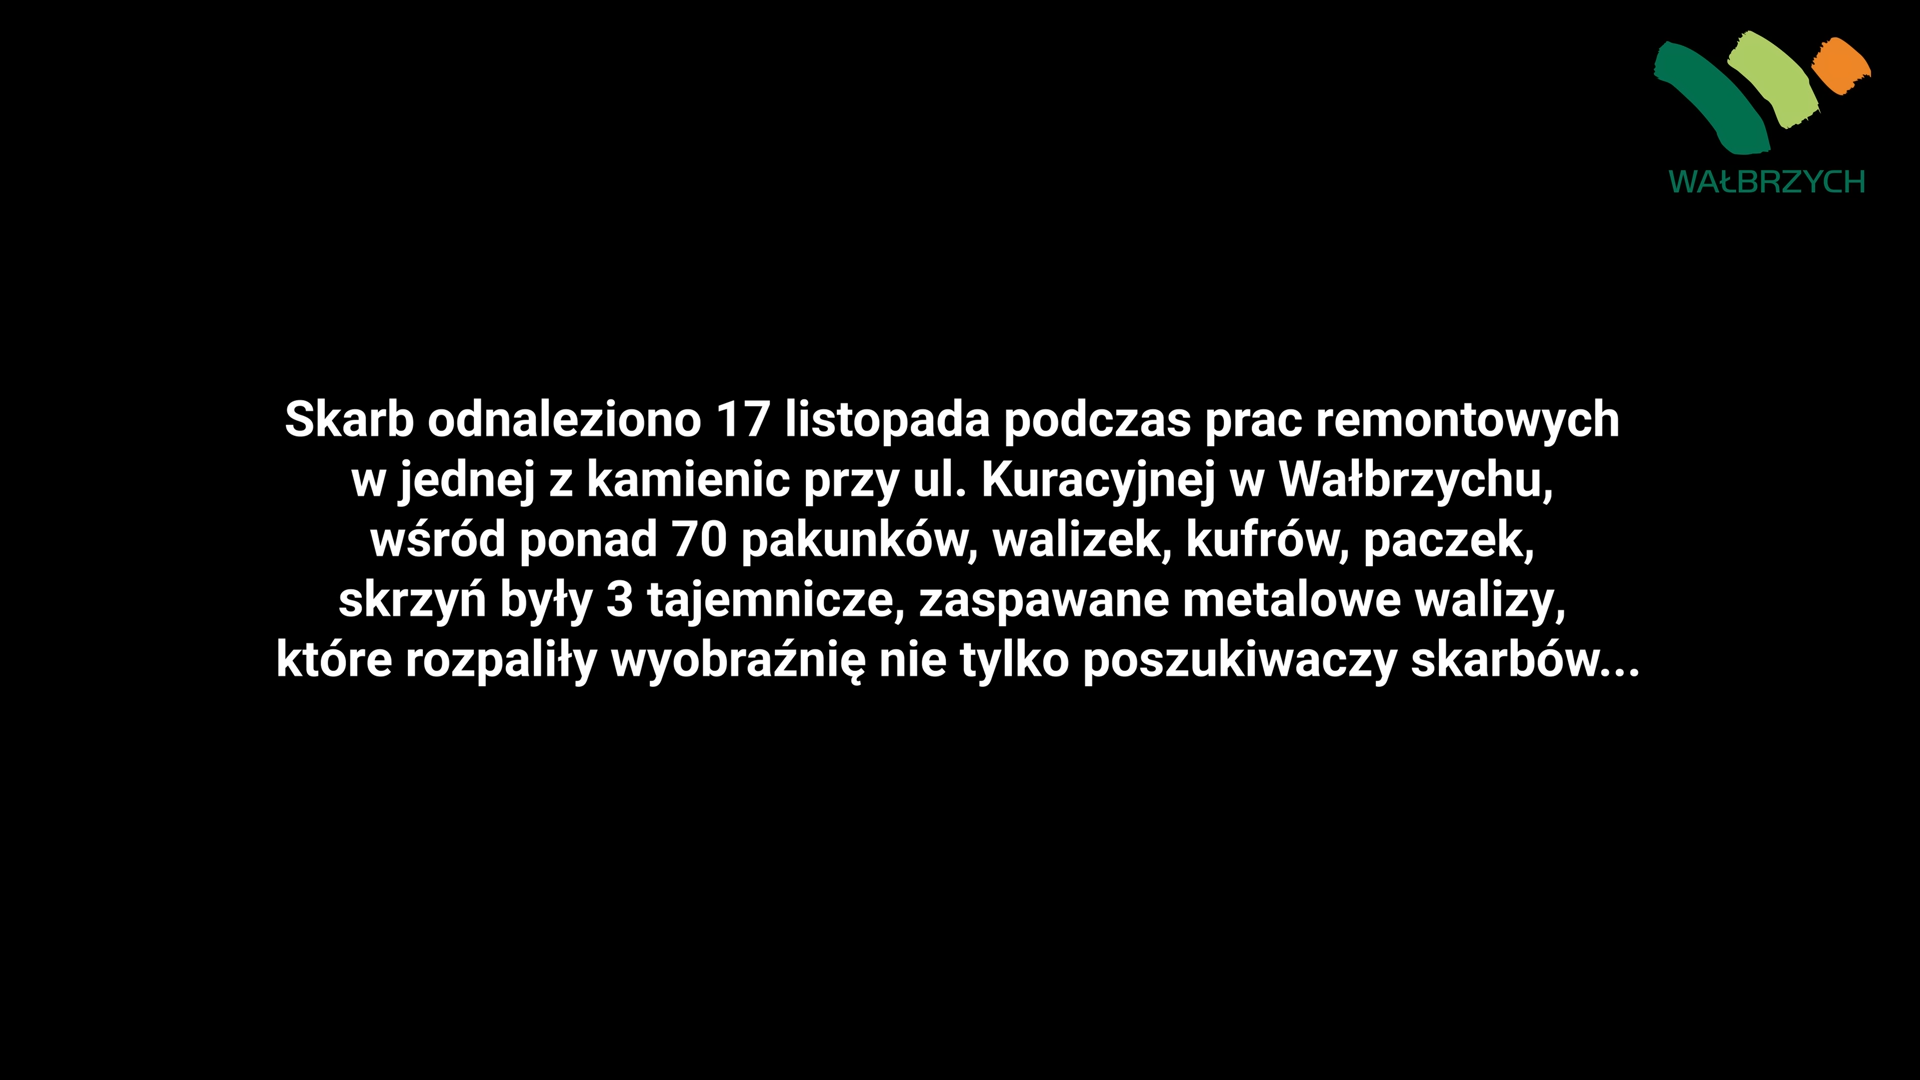 WAŁBRZYCH
Skarb odnaleziono 17 listopada podczas prac remontowych
w jednej z kamienic przy ul. Kuracyjnej w Wałbrzychu,
wśród ponad 70 pakunków, walizek, kufrów, paczek,
skrzyń były 3 tajemnicze, zaspawane metalowe walizy,
które rozpaliły wyobraźnię nie tylko poszukiwaczy skarbów...